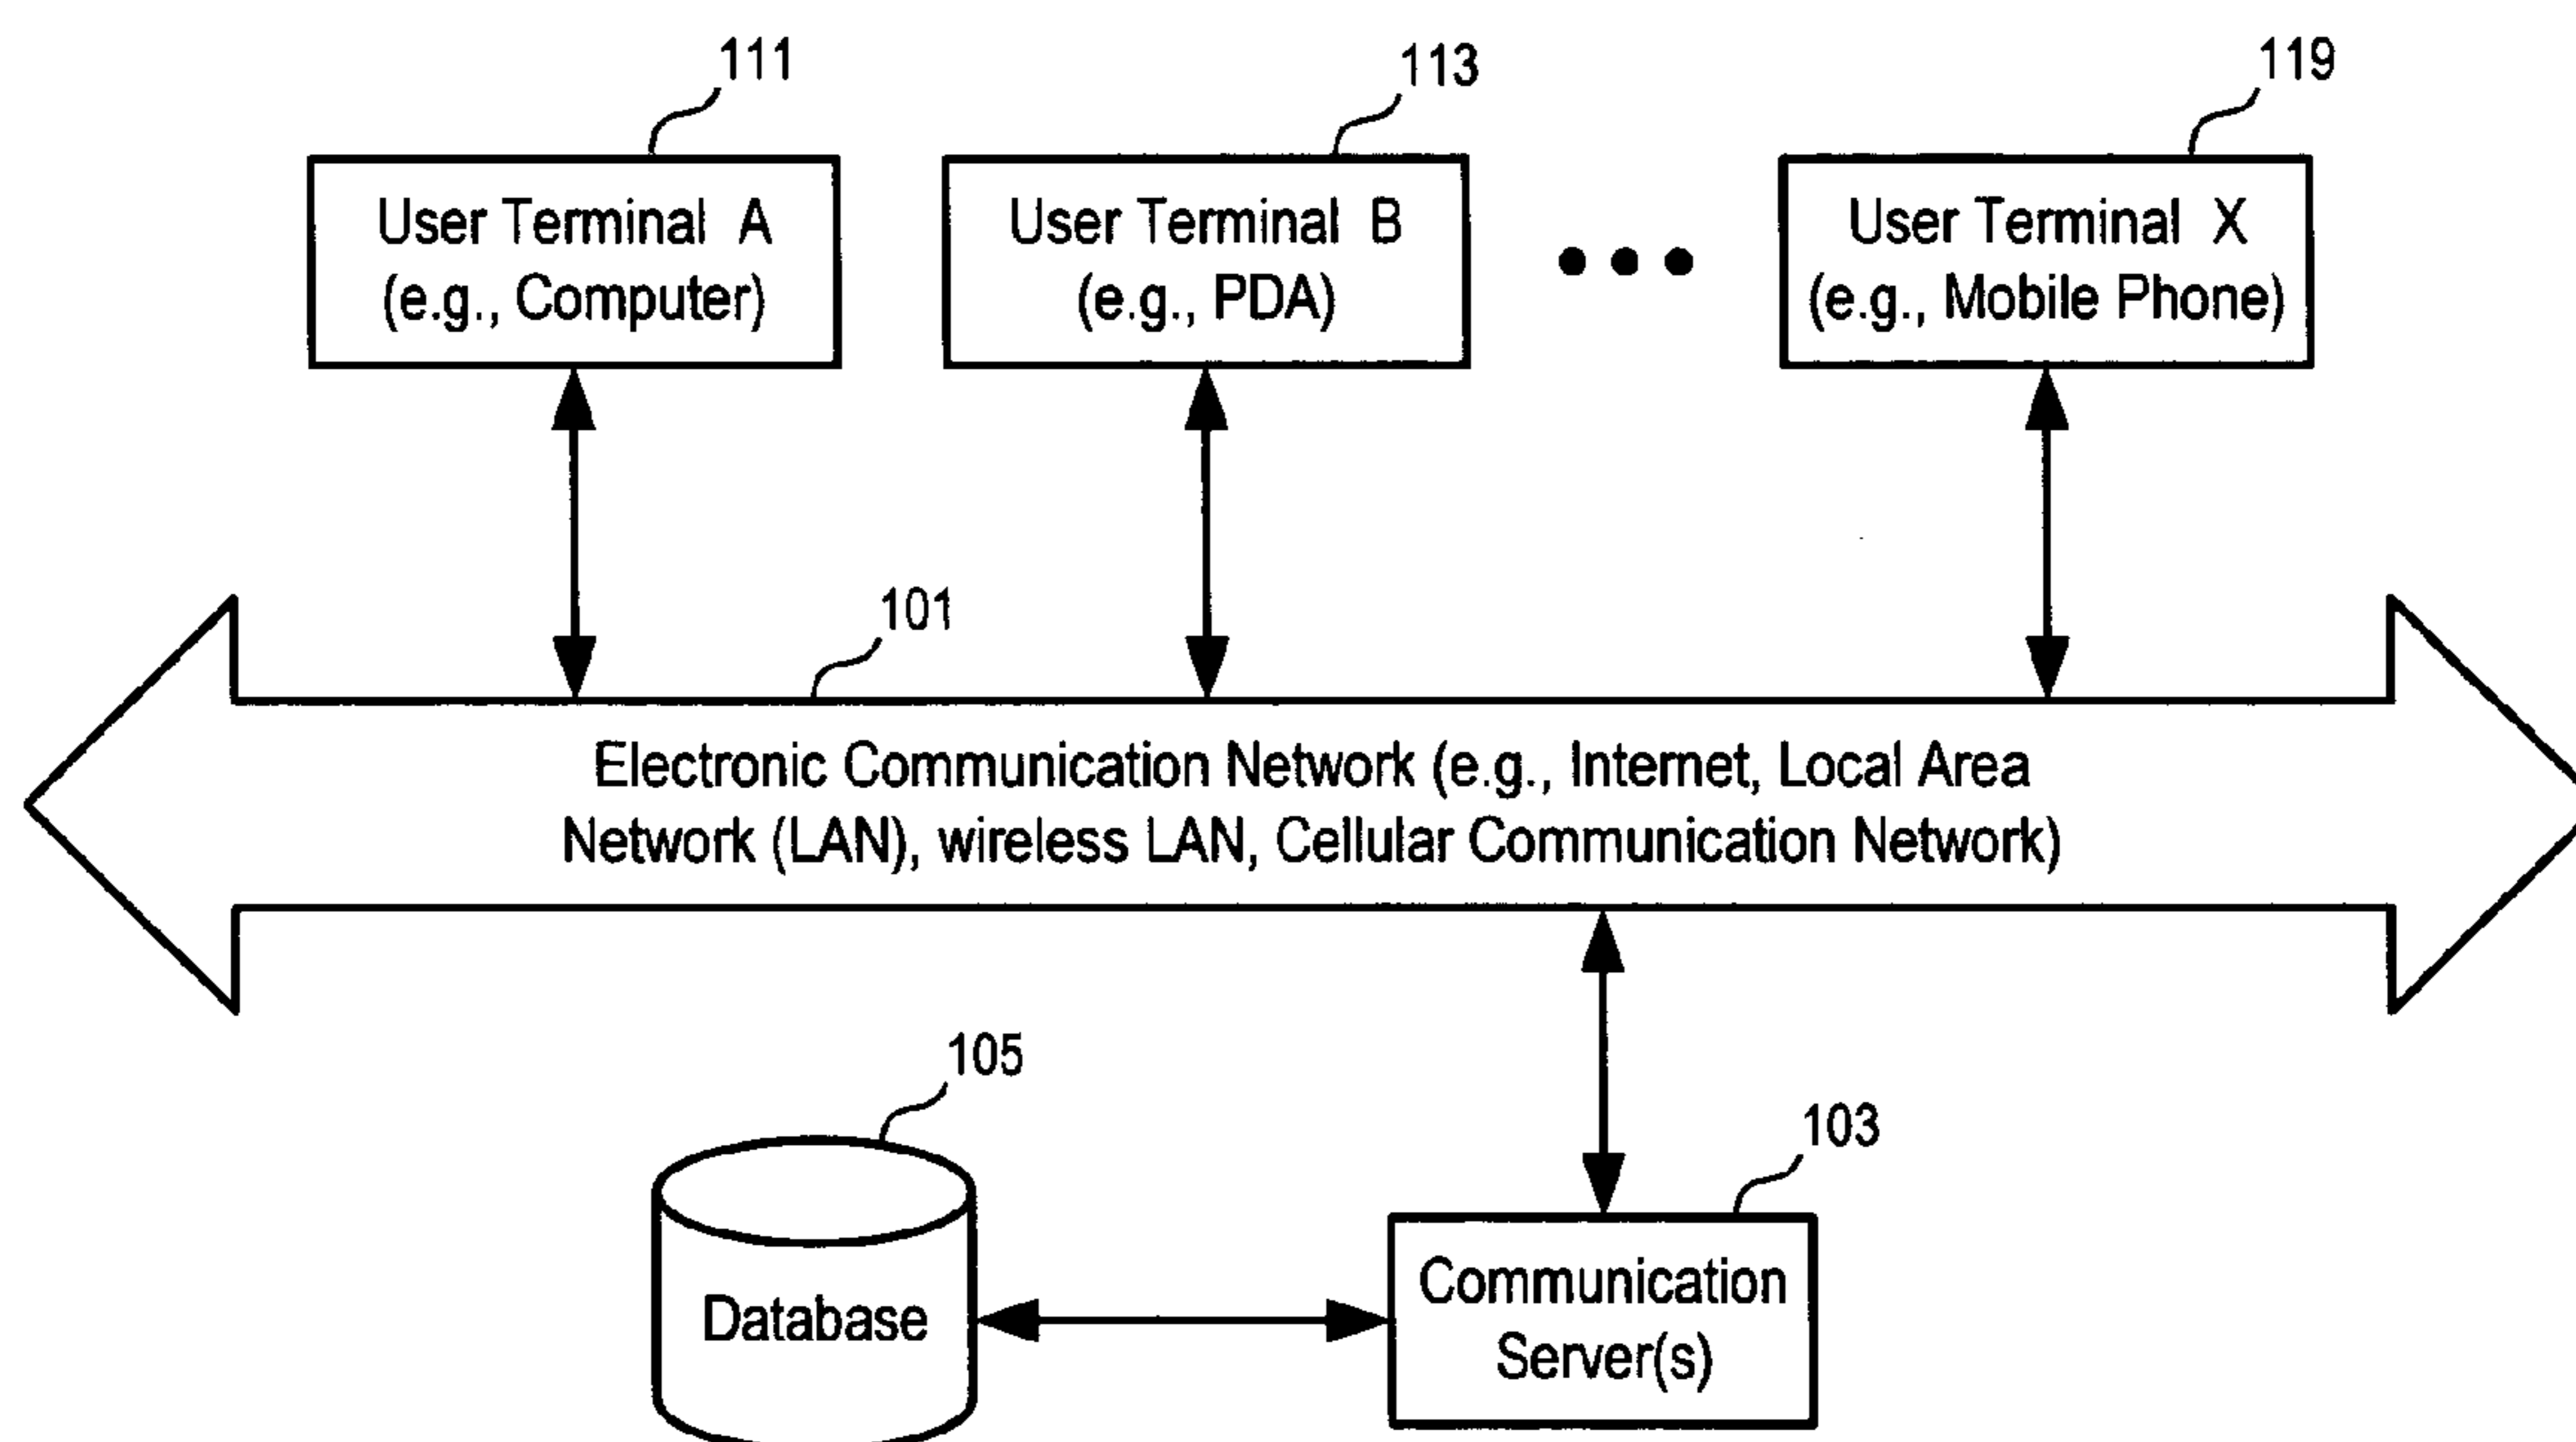 111
113
119
User Terminal A
(e.g., Computer)
User Terminal B
(e.g., PDA)
User Terminal X
(e.g., Mobile Phone)
101
Electronic Communication Network (e.g., Internet, Local Area
Network (LAN), wireless LAN, Cellular Communication Network)
105
103
Database
Communication
Server(s)